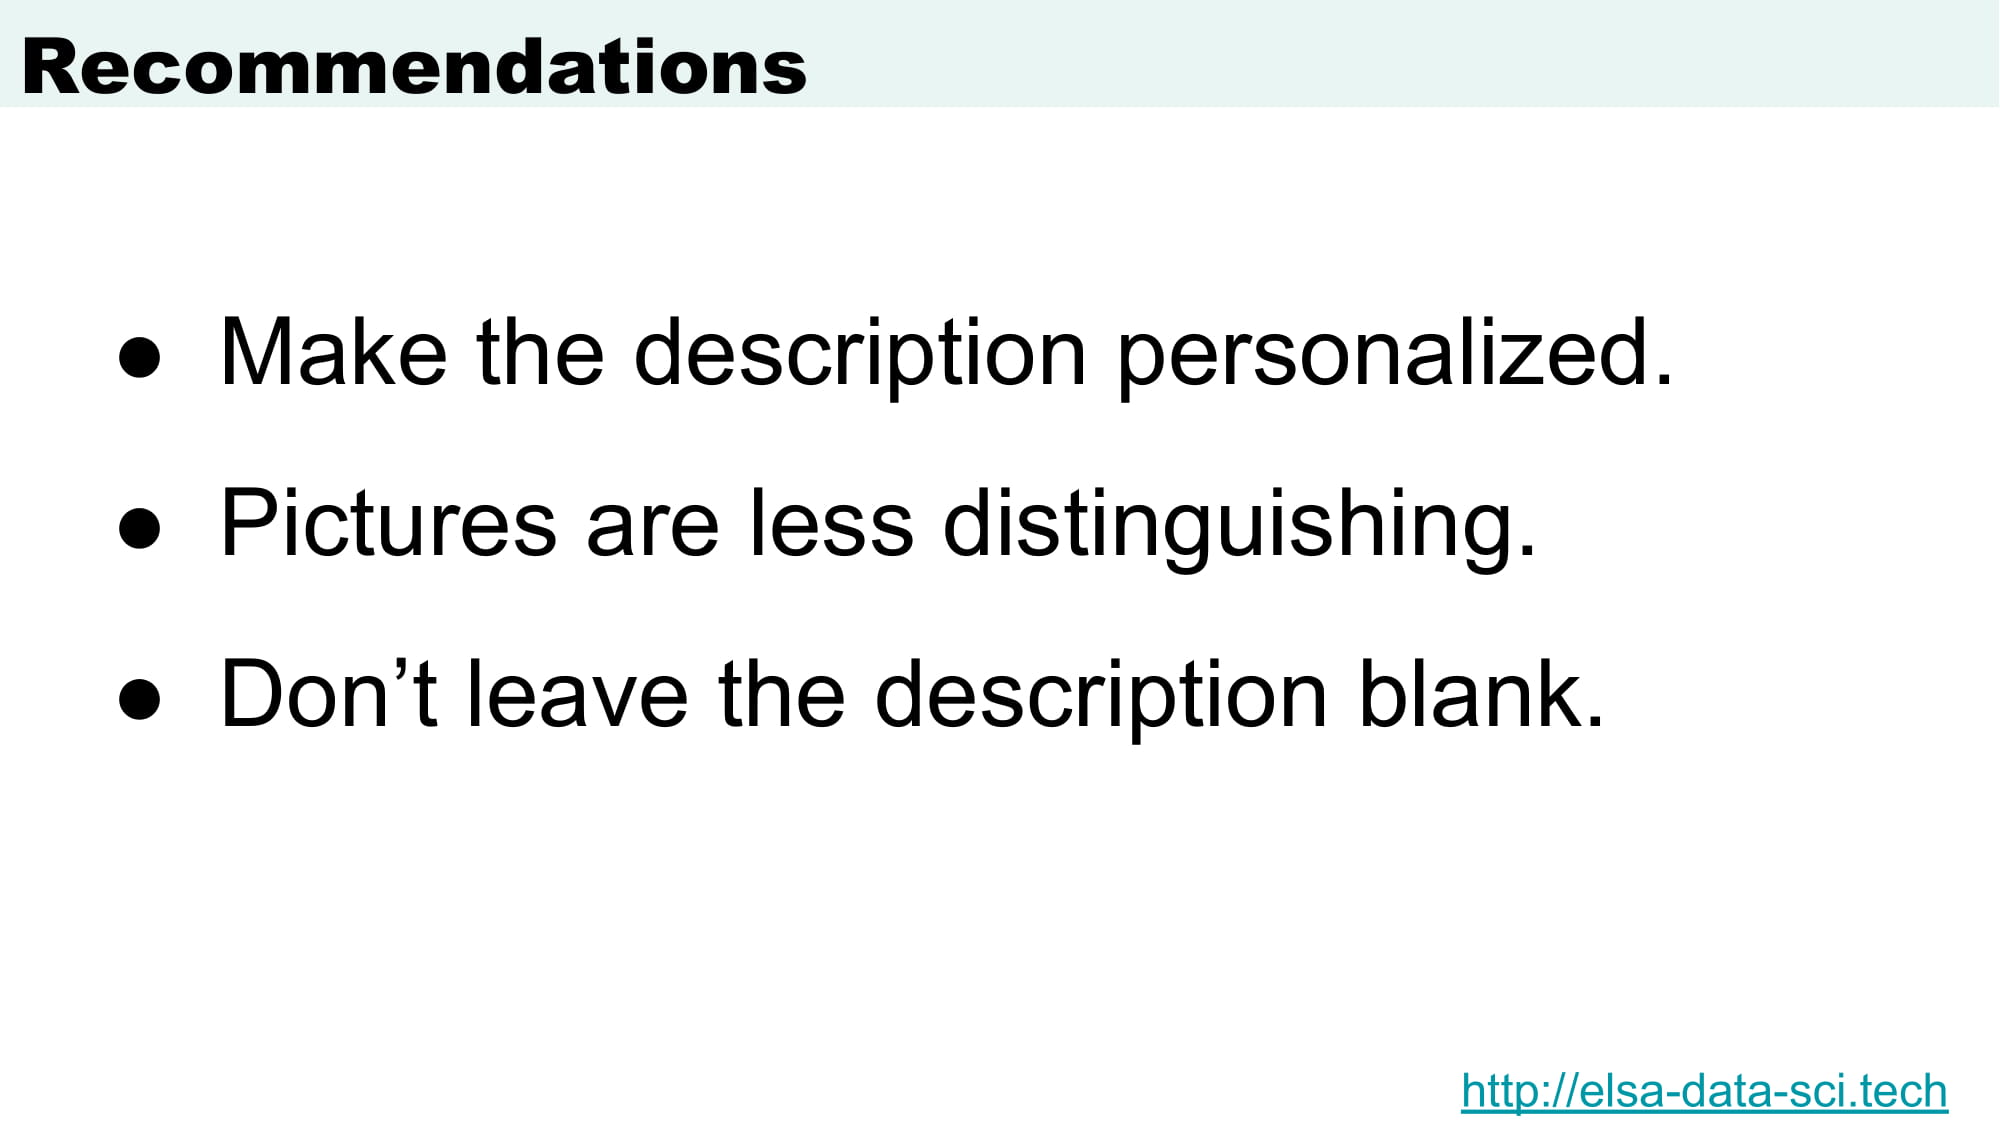 Recommendations
● Make the description personalized.
● Pictures are less distinguishing.
● Don’t leave the description blank.
http://elsa-data-sci.tech